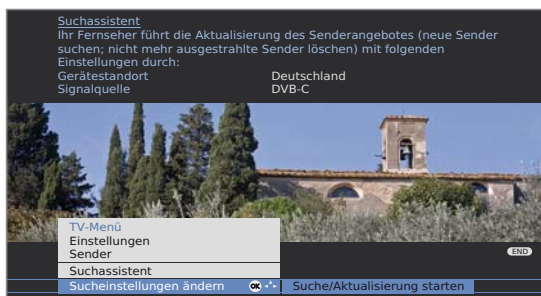 Suchassistent
Ihr Fernseher führt die Aktualisierung des Senderangebotes (neue Sender
suchen; nicht mehr ausgestrahlte Sender löschen) mit folgenden
Einstellungen durch:
Gerätestandort Deutschland
Signalquelle DVB-C
TV-Menü
Einstellungen
Sender
END
Suchassistent
Sucheinstellungen ändern OK Suche/Aktualisierung starten